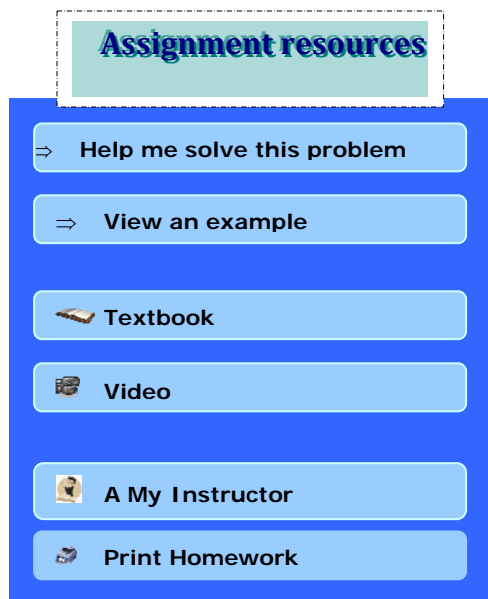 Assignment resources
⇒ Help me solve this problem
⇒ View an example
Textbook
Video
A My Instructor
Print Homework